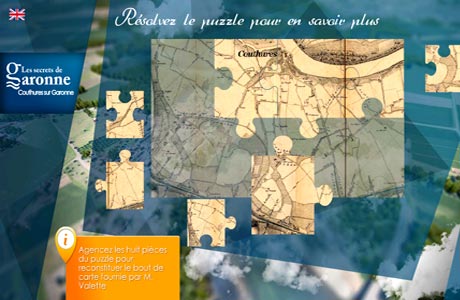 Résolvez le puzzle pour en savoir plus
Les secrets de
garonne
Couthures sur Garonne
Couthures
i
Agencez les huit pièces
du puzzle pour
reconstituer le bout de
carte fournie par M.
Valette